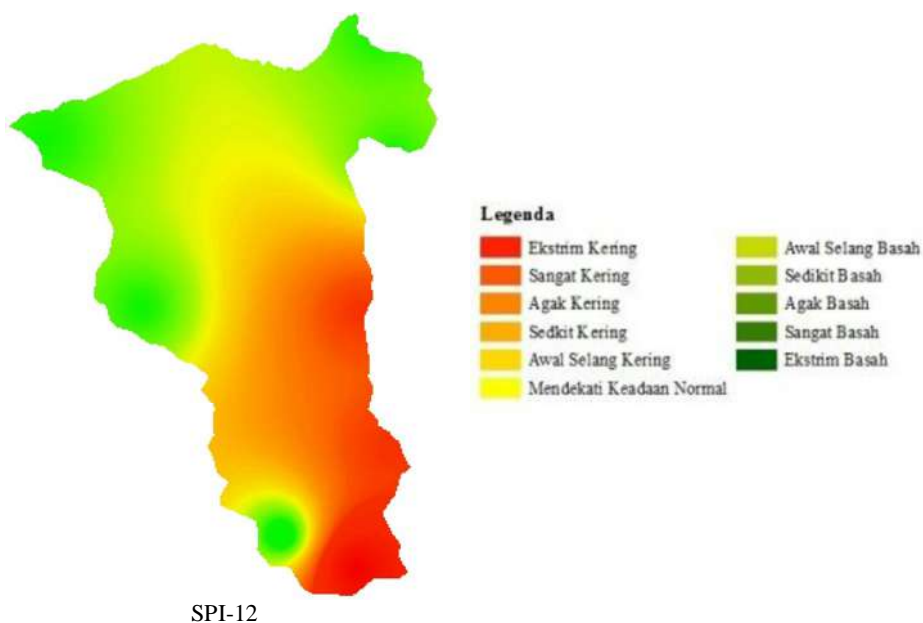 Legenda
Ekstrim Kering
Sangat Kering
Agak Kering
Sedkit Kering
Awal Selang Kering
Mendekati Keadaan Normal
Awal Selang Basah
Sedikit Basah
Agak Basah
Sangat Basah
Ekstrim Basah
SPI-12